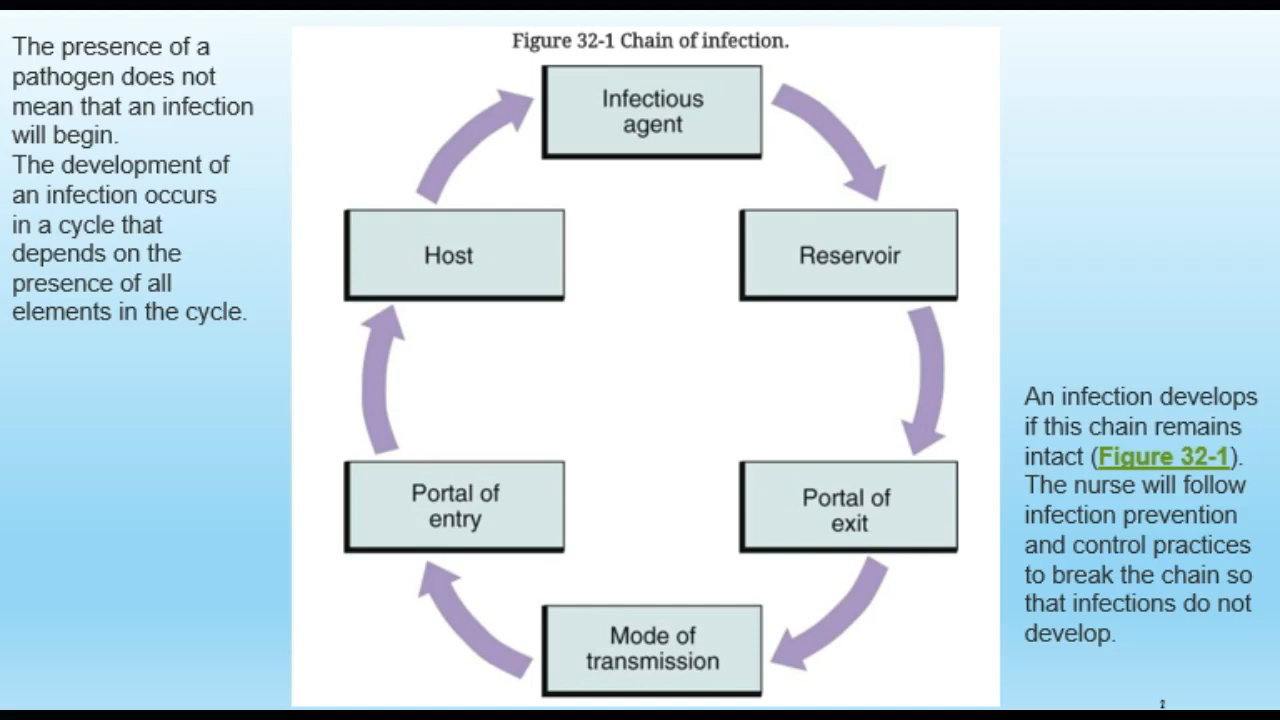 The presence of a
pathogen does not
mean that an infection
will begin.
The development of
an infection occurs
in a cycle that
depends on the
presence of all
elements in the cycle.
Figure 32-1 Chain of infection.
Infectious
agent
Reservoir
Portal of
exit
Mode of
transmission
Portal of
entry
Host
An infection develops
if this chain remains
intact (Figure 32-1).
The nurse will follow
infection prevention
and control practices
to break the chain so
that infections do not
develop.
2